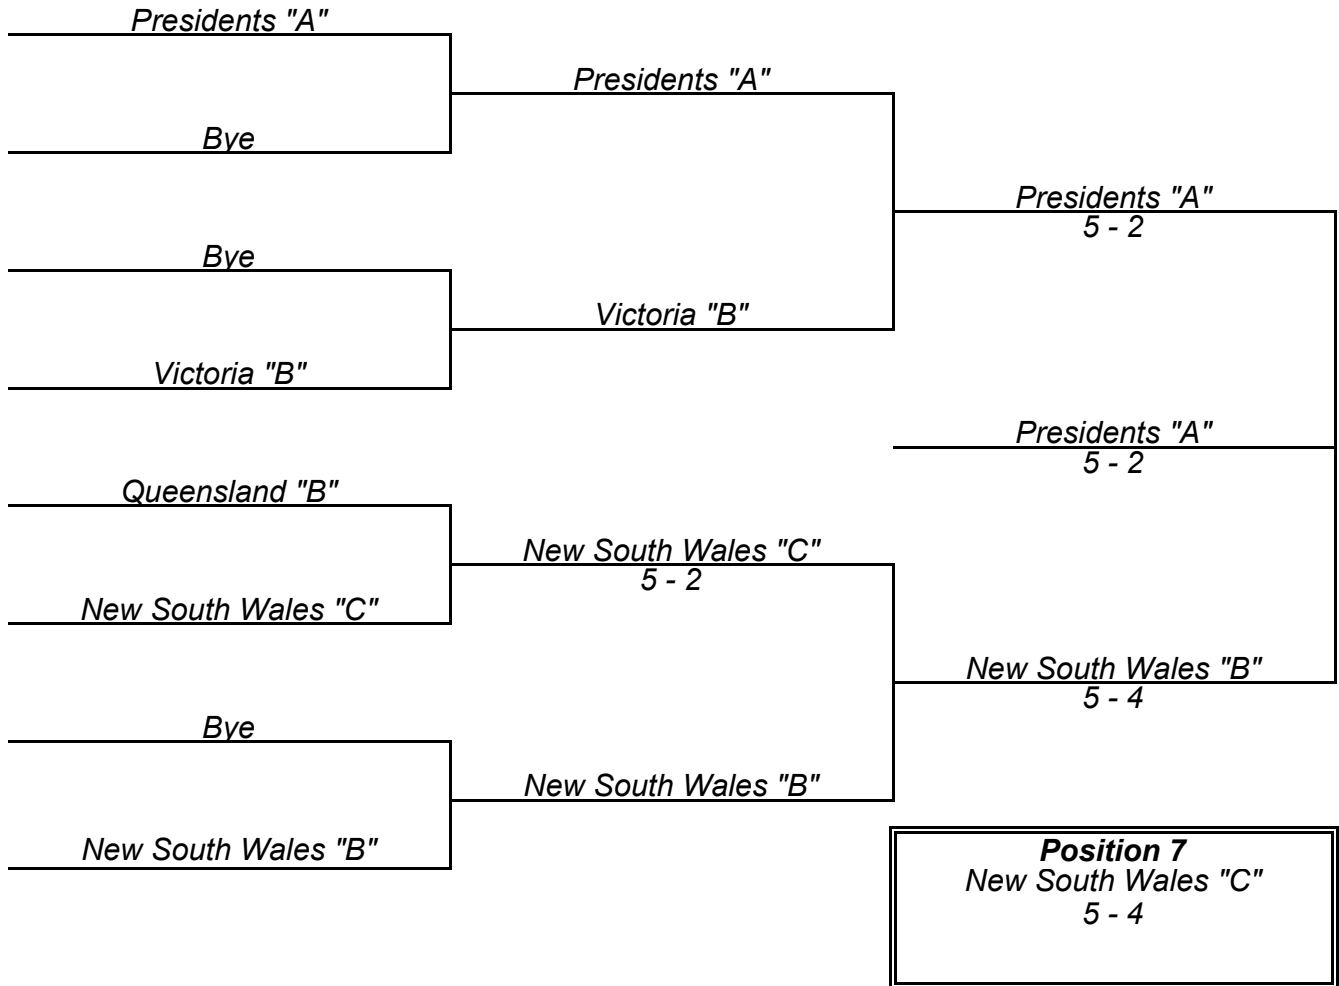 Presidents "A"
Presidents "A"
Bye
Presidents "A"
5 - 2
Bye
Victoria "B"
Victoria "B"
Presidents "A"
5 - 2
Queensland "B"
New South Wales "C"
5 - 2
New South Wales "C"
New South Wales "B"
5 - 4
Bye
New South Wales "B"
New South Wales "B"
Position 7
New South Wales "C"
5 - 4